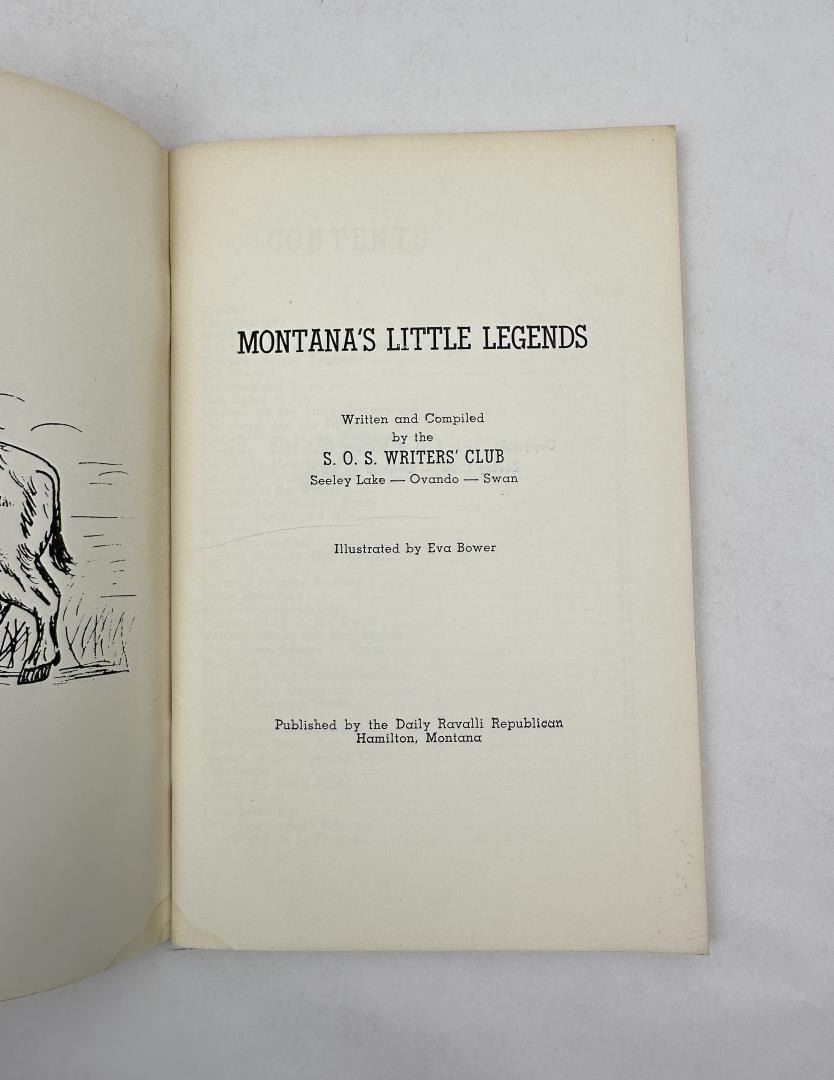 CONTENTS
MONTANA'S LITTLE LEGENDS
Written and Compiled
by the
S. O. S. WRITERS' CLUB
Seeley Lake — Ovando — Swan
Illustrated by Eva Bower
Published by the Daily Ravalli Republican
Hamilton, Montana